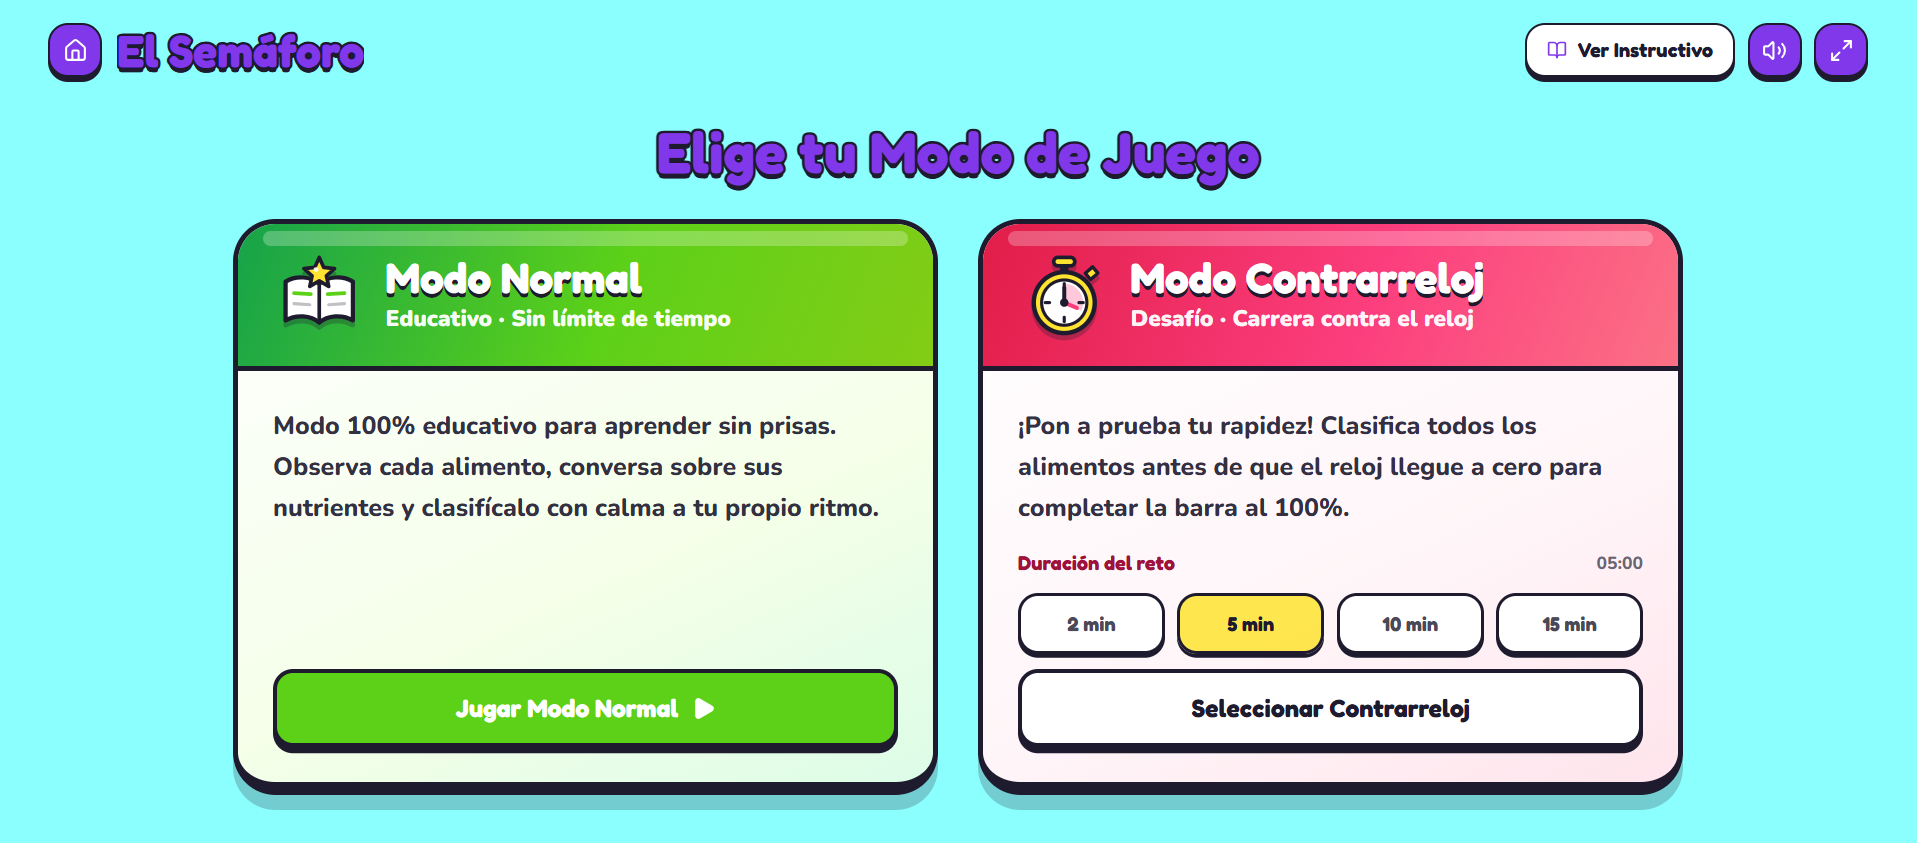 El Semáforo
Ver Instructivo
Elige tu Modo de Juego
Modo Normal
Educativo · Sin límite de tiempo
Modo 100% educativo para aprender sin prisas.
Observa cada alimento, conversa sobre sus
nutrientes y clasifícalo con calma a tu propio ritmo.
Jugar Modo Normal
Modo Contrarreloj
Desafío · Carrera contra el reloj
¡Pon a prueba tu rapidez! Clasifica todos los
alimentos antes de que el reloj llegue a cero para
completar la barra al 100%.
Duración del reto
05:00
2 min
5 min
10 min
15 min
Seleccionar Contrarreloj